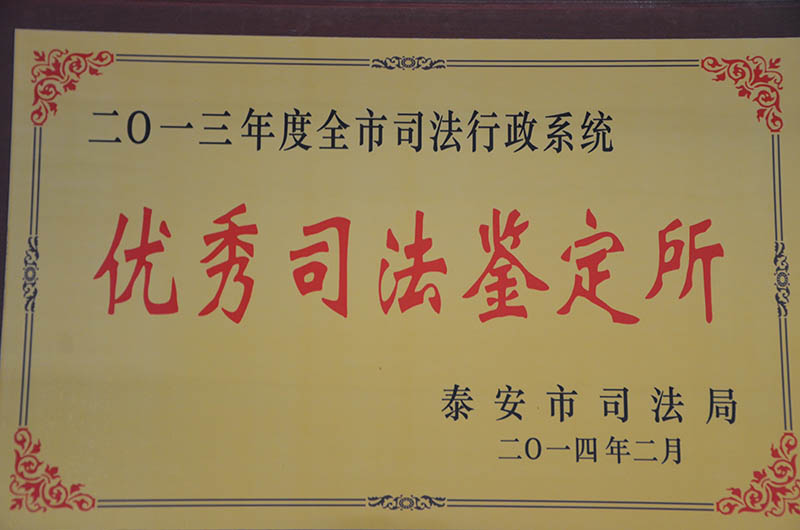 二〇一三年度全市司法行政系统
优秀司法鉴定所
泰安市司法局
二〇一四年二月